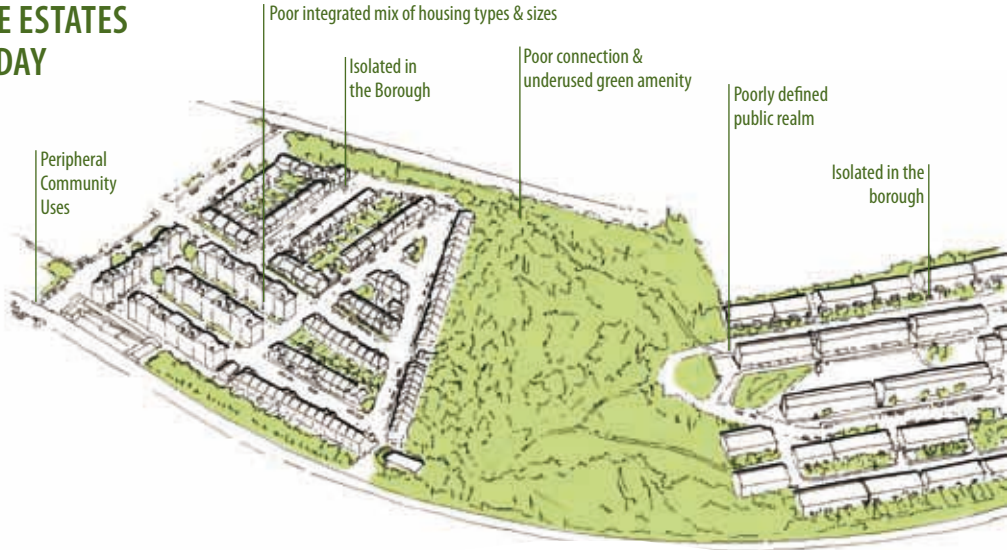 E ESTATES
DAY
Poor integrated mix of housing types & sizes
Isolated in
the Borough
Poor connection &
underused green amenity
Poorly defined
public realm
Isolated in the
borough
Peripheral
Community
Uses